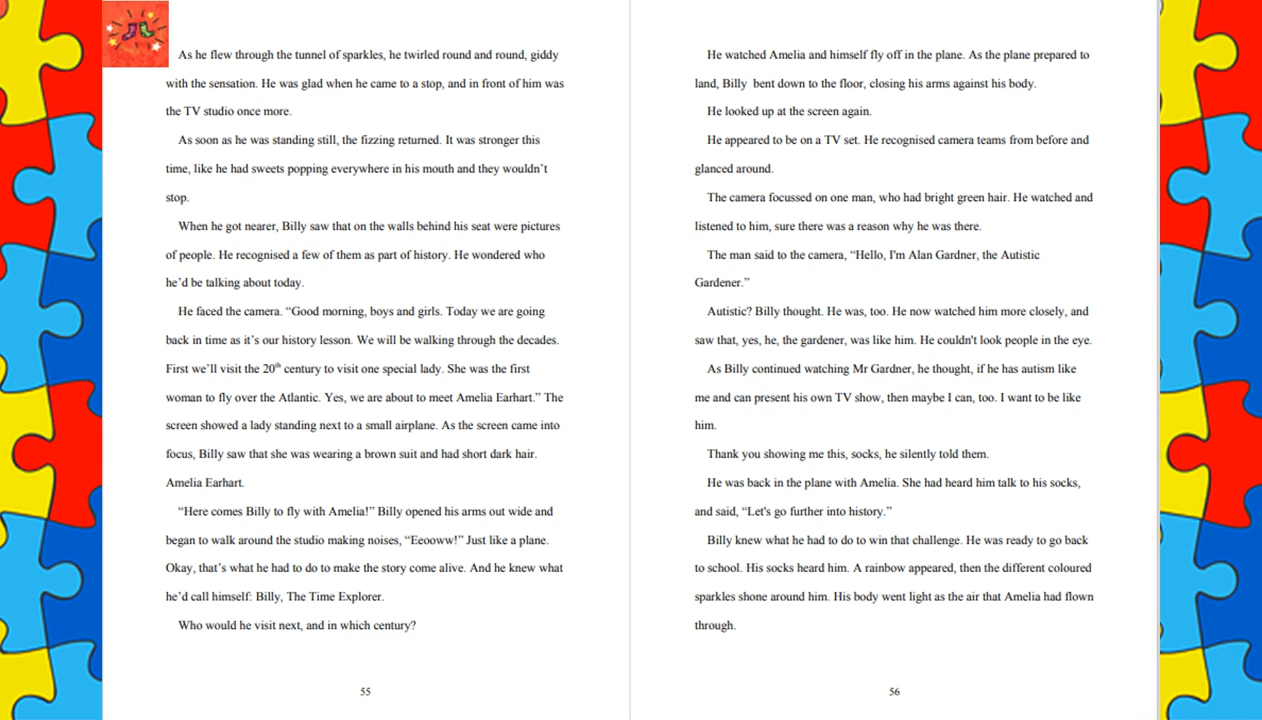 As he flew through the tunnel of sparkles, he twirled round and round, giddy
with the sensation. He was glad when he came to a stop, and in front of him was
the TV studio once more.
As soon as he was standing still, the fizzing returned. It was stronger this
time, like he had sweets popping everywhere in his mouth and they wouldn’t
stop.
When he got nearer, Billy saw that on the walls behind his seat were pictures
of people. He recognised a few of them as part of history. He wondered who
he’d be talking about today.
He faced the camera. “Good morning, boys and girls. Today we are going
back in time as it’s our history lesson. We will be walking through the decades.
First we’ll visit the 20th century to visit one special lady. She was the first
woman to fly over the Atlantic. Yes, we are about to meet Amelia Earhart.” The
screen showed a lady standing next to a small airplane. As the screen came into
focus, Billy saw that she was wearing a brown suit and had short dark hair.
Amelia Earhart.
“Here comes Billy to fly with Amelia!” Billy opened his arms out wide and
began to walk around the studio making noises, “Eeooww!” Just like a plane.
Okay, that’s what he had to do to make the story come alive. And he knew what
he’d call himself: Billy, The Time Explorer.
Who would he visit next, and in which century?
55
He watched Amelia and himself fly off in the plane. As the plane prepared to
land, Billy bent down to the floor, closing his arms against his body.
He looked up at the screen again.
He appeared to be on a TV set. He recognised camera teams from before and
glanced around.
The camera focussed on one man, who had bright green hair. He watched and
listened to him, sure there was a reason why he was there.
The man said to the camera, “Hello, I'm Alan Gardner, the Autistic
Gardener.”
Autistic? Billy thought. He was, too. He now watched him more closely, and
saw that, yes, he, the gardener, was like him. He couldn't look people in the eye.
As Billy continued watching Mr Gardner, he thought, if he has autism like
me and can present his own TV show, then maybe I can, too. I want to be like
him.
Thank you showing me this, socks, he silently told them.
He was back in the plane with Amelia. She had heard him talk to his socks,
and said, “Let's go further into history.”
Billy knew what he had to do to win that challenge. He was ready to go back
to school. His socks heard him. A rainbow appeared, then the different coloured
sparkles shone around him. His body went light as the air that Amelia had flown
through.
56